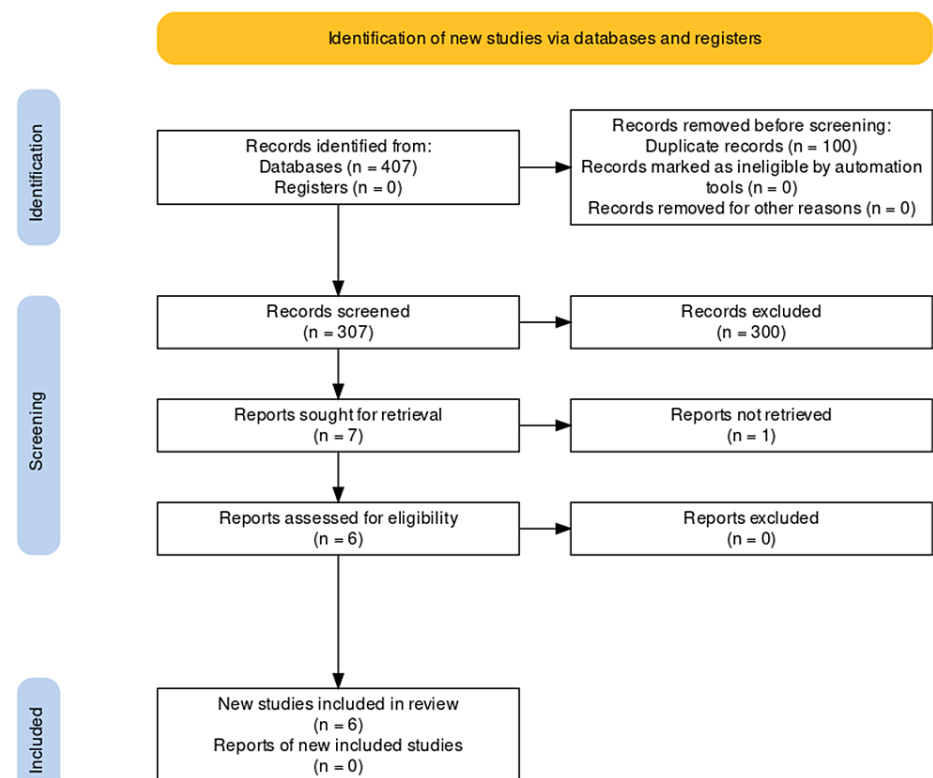 Identification of new studies via databases and registers
Identification
Records identified from:
Databases (n = 407)
Registers (n = 0)
Records removed before screening:
Duplicate records (n = 100)
Records marked as ineligible by automation
tools (n = 0)
Records removed for other reasons (n = 0)
Screening
Records screened
(n = 307)
Records excluded
(n = 300)
Reports sought for retrieval
(n = 7)
Reports not retrieved
(n = 1)
Reports assessed for eligibility
(n = 6)
Reports excluded
(n = 0)
Included
New studies included in review
(n = 6)
Reports of new included studies
(n = 0)